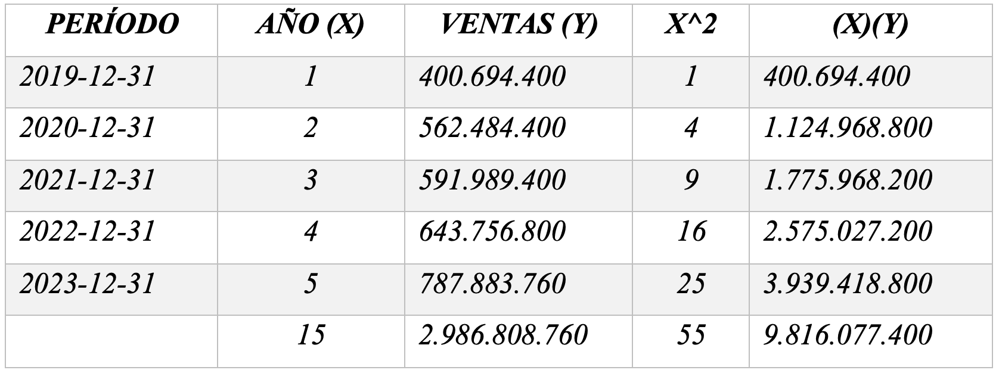 PERÍODO AÑO (X) VENTAS (Y) X^2 (X)(Y)
2019-12-31 1 400.694.400 1 400.694.400
2020-12-31 2 562.484.400 4 1.124.968.800
2021-12-31 3 591.989.400 9 1.775.968.200
2022-12-31 4 643.756.800 16 2.575.027.200
2023-12-31 5 787.883.760 25 3.939.418.800
15 2.986.808.760 55 9.816.077.400